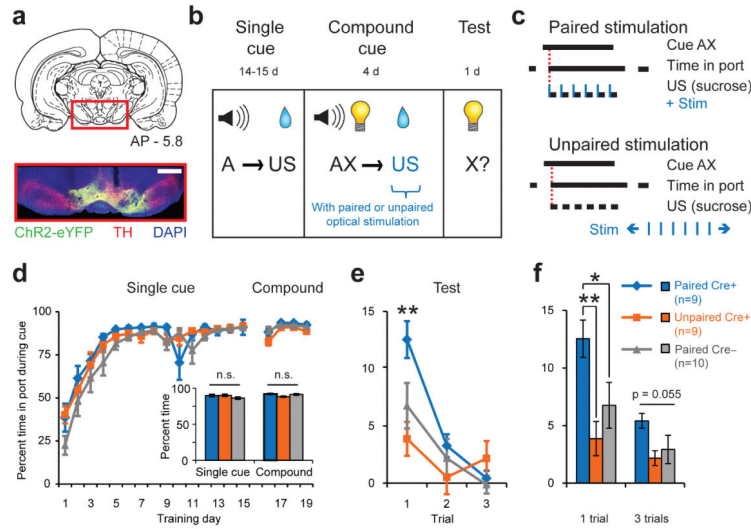 a
AP - 5.8
ChR2-eYFP TH DAPI
b
Single cue
14-15 d
Compound cue
4 d
Test
1 d
A → US
AX → US
X?
With paired or unpaired
optical stimulation
c
Paired stimulation
Cue AX
Time in port
US (sucrose)
+ Stim
Unpaired stimulation
Cue AX
Time in port
US (sucrose)
Stim
d
Single cue Compound
Percent time in port during cue
100
75
50
25
0
1 3 5 7 9 11 13 15 17 19
Training day
n.s. n.s.
Percent time
100
50
0
Single cue Compound
e
Test
**
15
10
5
0
1 2 3
Trial
f
15
10
5
0
*
**
p = 0.055
1 trial 3 trials
Paired Cre+
(n=9)
Unpaired Cre+
(n=9)
Paired Cre–
(n=10)